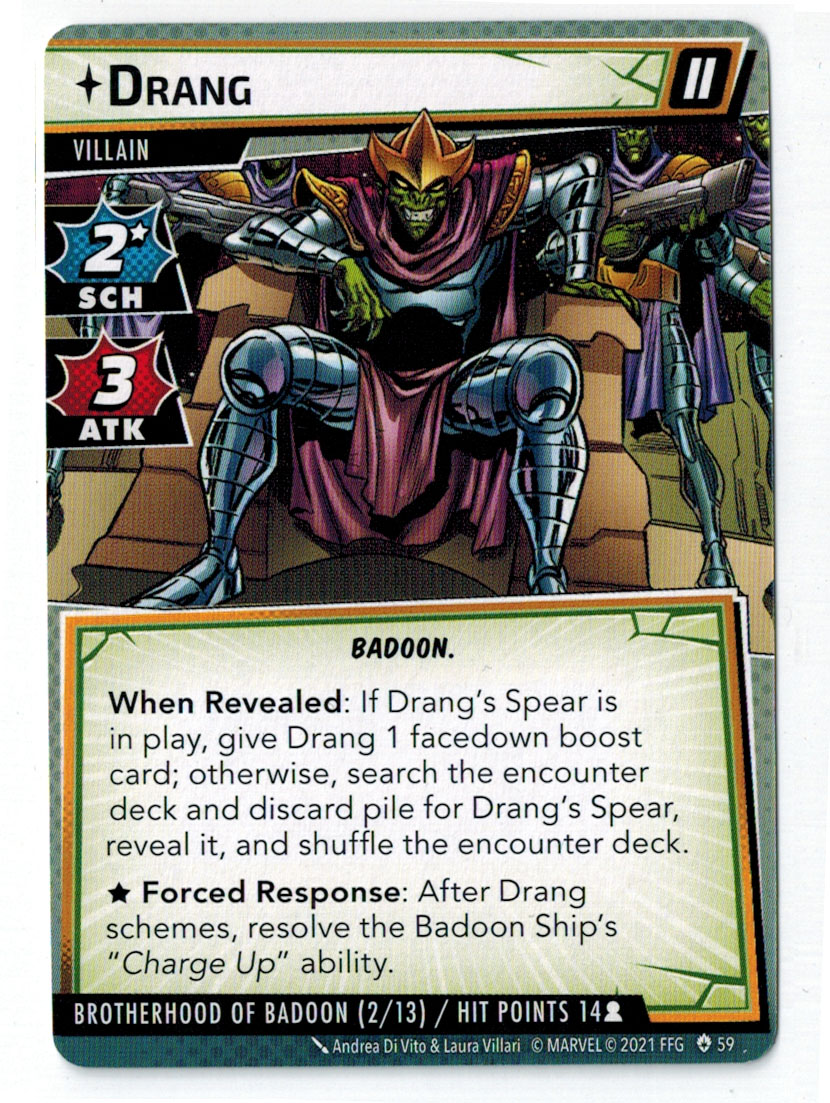 DRANG
II
VILLAIN
2
SCH
3
ATK
BADOON.
When Revealed: If Drang's Spear is
in play, give Drang 1 facedown boost
card; otherwise, search the encounter
deck and discard pile for Drang's Spear,
reveal it, and shuffle the encounter deck.
★ Forced Response: After Drang
schemes, resolve the Badoon Ship's
"Charge Up" ability.
BROTHERHOOD OF BADOON (2/13) / HIT POINTS 14
Andrea Di Vito & Laura Villari © MARVEL © 2021 FFG 59